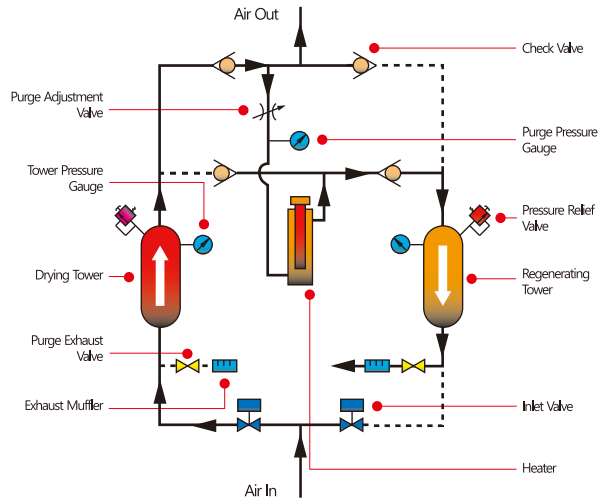 Air Out
Check Valve
Purge Adjustment
Valve
Purge Pressure
Gauge
Tower Pressure
Gauge
Pressure Relief
Valve
Drying Tower
Regenerating
Tower
Purge Exhaust
Valve
Exhaust Muffler
Inlet Valve
Heater
Air In